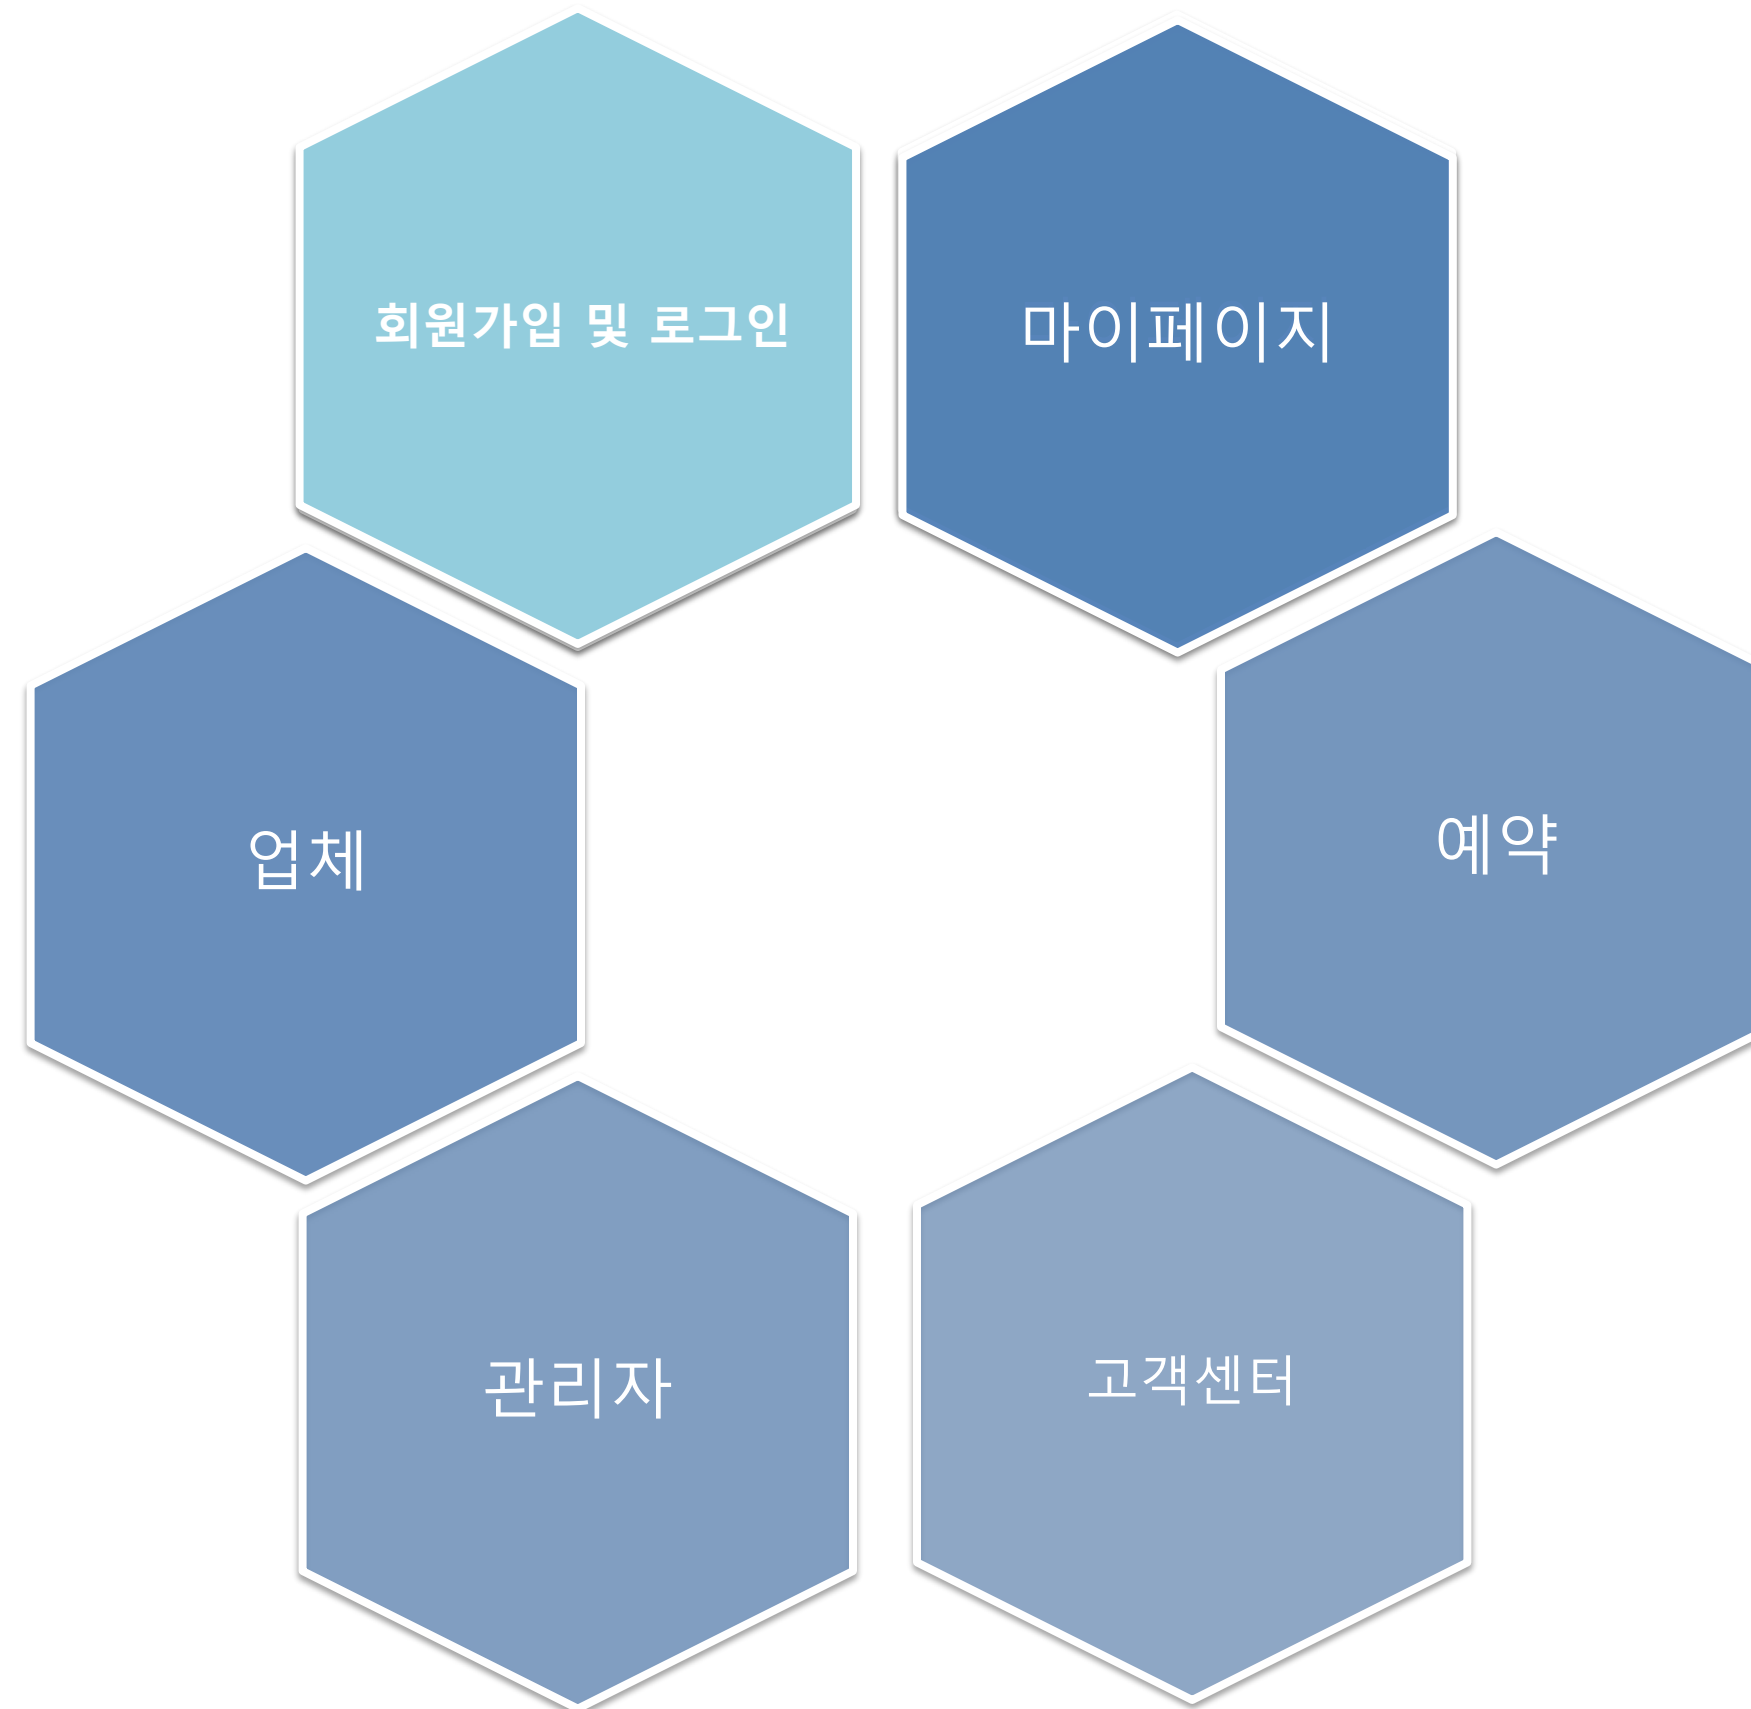 회원가입 및 로그인
마이페이지
업체
예약
관리자
고객센터